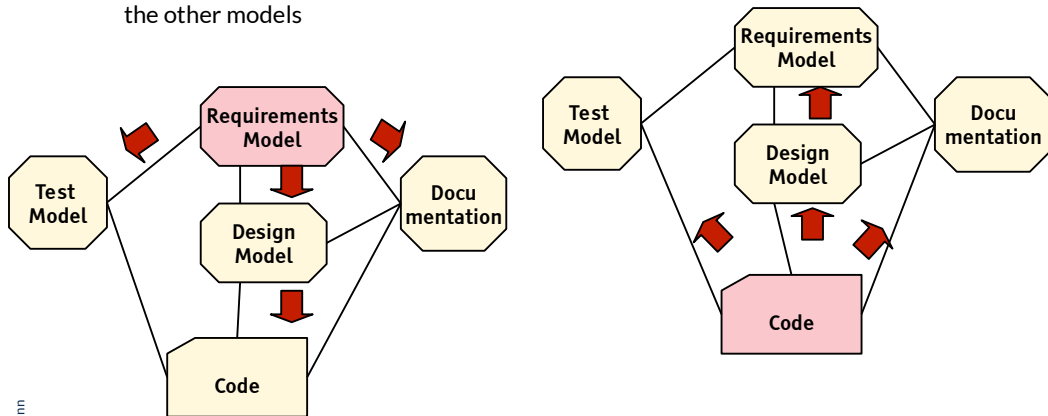 the other models
Requirements
Model
Test
Model
Docu
mentation
Design
Model
Code
Requirements
Model
Test
Model
Docu
mentation
Design
Model
Code
nn